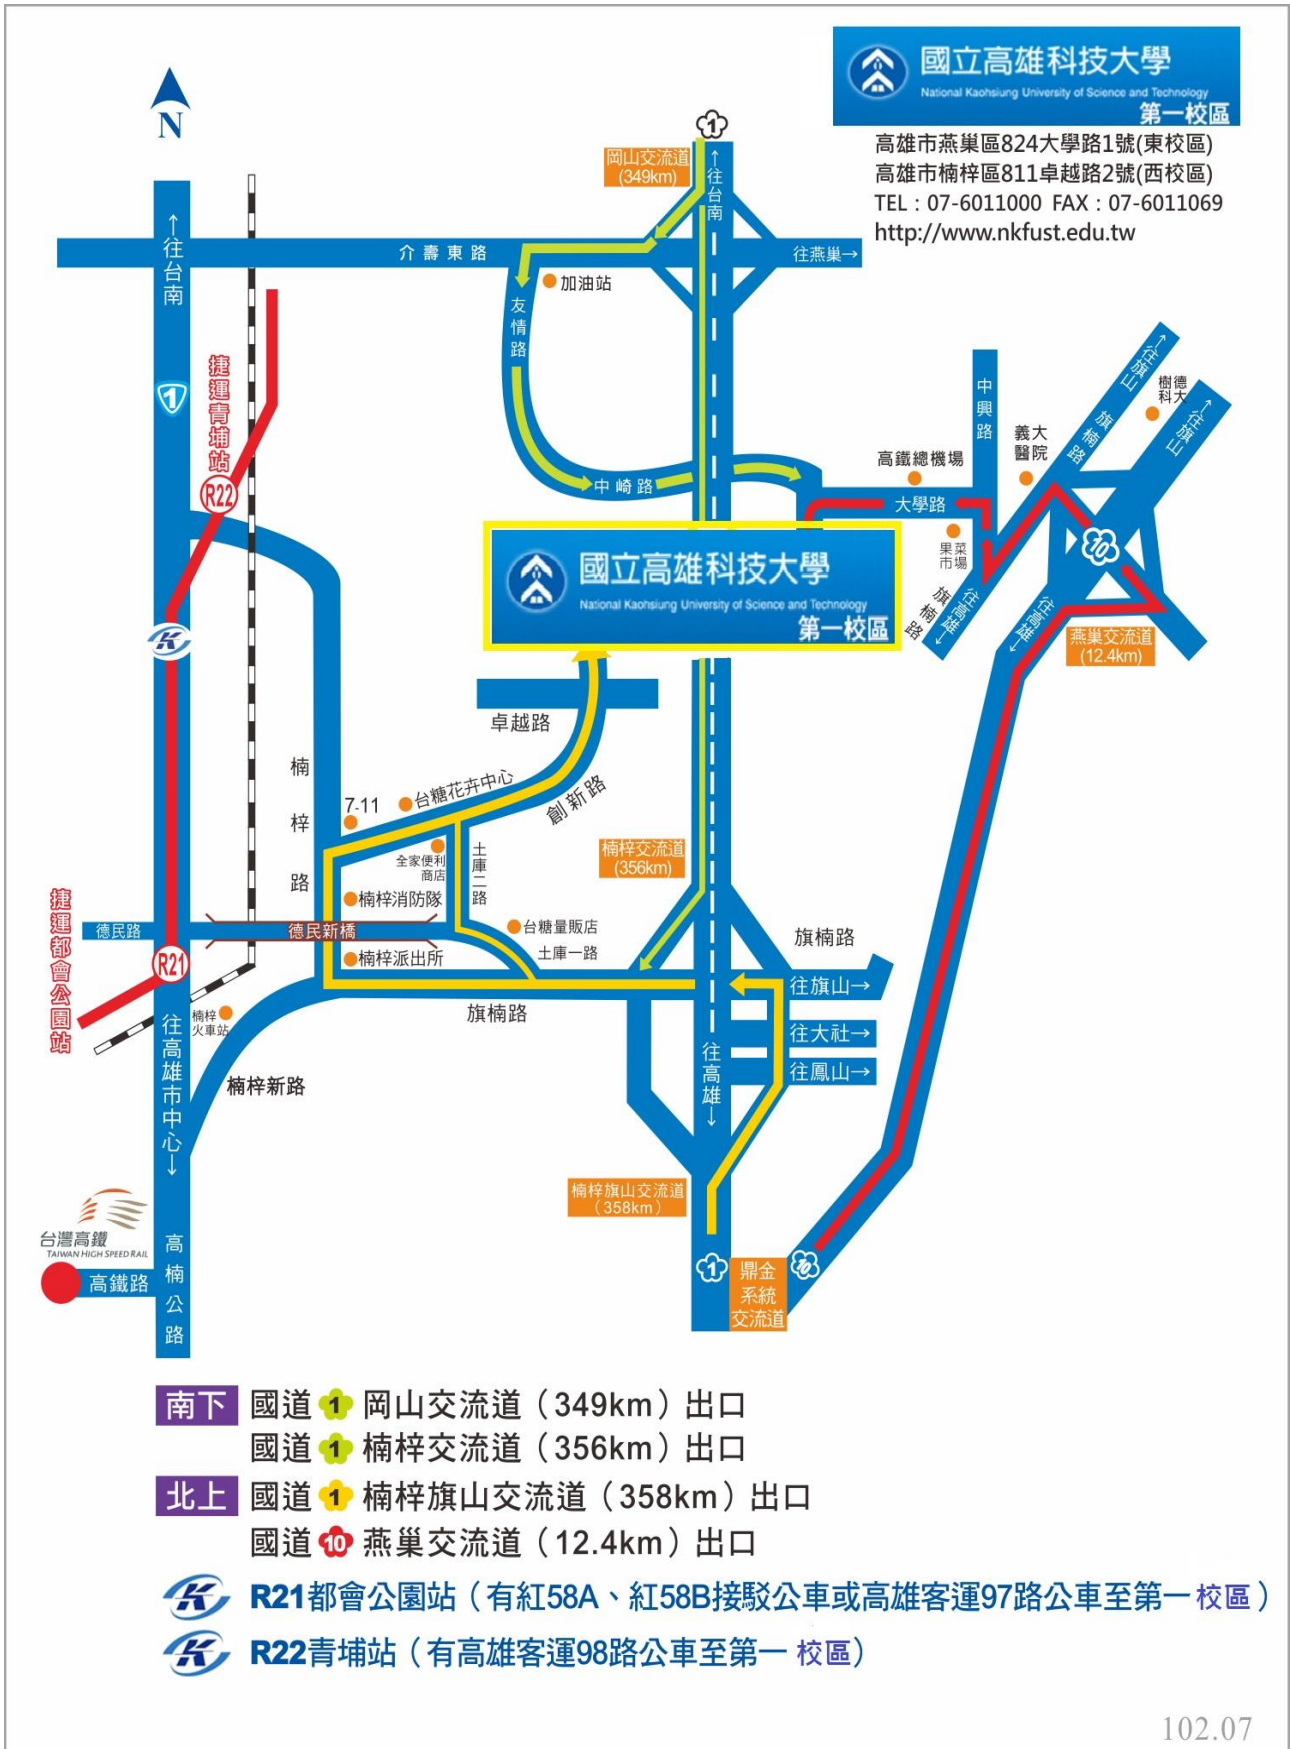 國立高雄科技大學
National Kaohsiung University of Science and Technology
第一校區
高雄市燕巢區824大學路1號(東校區)
高雄市楠梓區811卓越路2號(西校區)
TEL：07-6011000 FAX：07-6011069
http://www.nkfust.edu.tw
N
1
岡山交流道
(349km)
↑往台南
↑往台南
介壽東路
往燕巢→
加油站
友情路
1
捷運青埔站
R22
中崎路
中興路
高鐵總機場
大學路
義大
醫院
↑往旗山
旗楠路
樹德
科大
↑往旗山
果菜
市場
10
旗楠路
往高雄↓
往高雄↓
燕巢交流道
(12.4km)
國立高雄科技大學
National Kaohsiung University of Science and Technology
第一校區
K
卓越路
創新路
楠梓路
7-11
台糖花卉中心
全家便利
商店
土庫二路
楠梓交流道
(356km)
楠梓消防隊
捷運都會公園站
德民路
德民新橋
台糖量販店
土庫一路
旗楠路
R21
楠梓派出所
往旗山→
旗楠路
楠梓
火車站
往大社→
往鳳山→
往高雄市中心↓
往高雄↓
楠梓新路
楠梓旗山交流道
（358km）
台灣高鐵
TAIWAN HIGH SPEED RAIL
高鐵路
高楠公路
1
鼎金
系統
交流道
10
南下 國道 1 岡山交流道（349km）出口
國道 1 楠梓交流道（356km）出口
北上 國道 1 楠梓旗山交流道（358km）出口
國道 10 燕巢交流道（12.4km）出口
K R21都會公園站（有紅58A、紅58B接駁公車或高雄客運97路公車至第一校區）
K R22青埔站（有高雄客運98路公車至第一 校區）
102.07